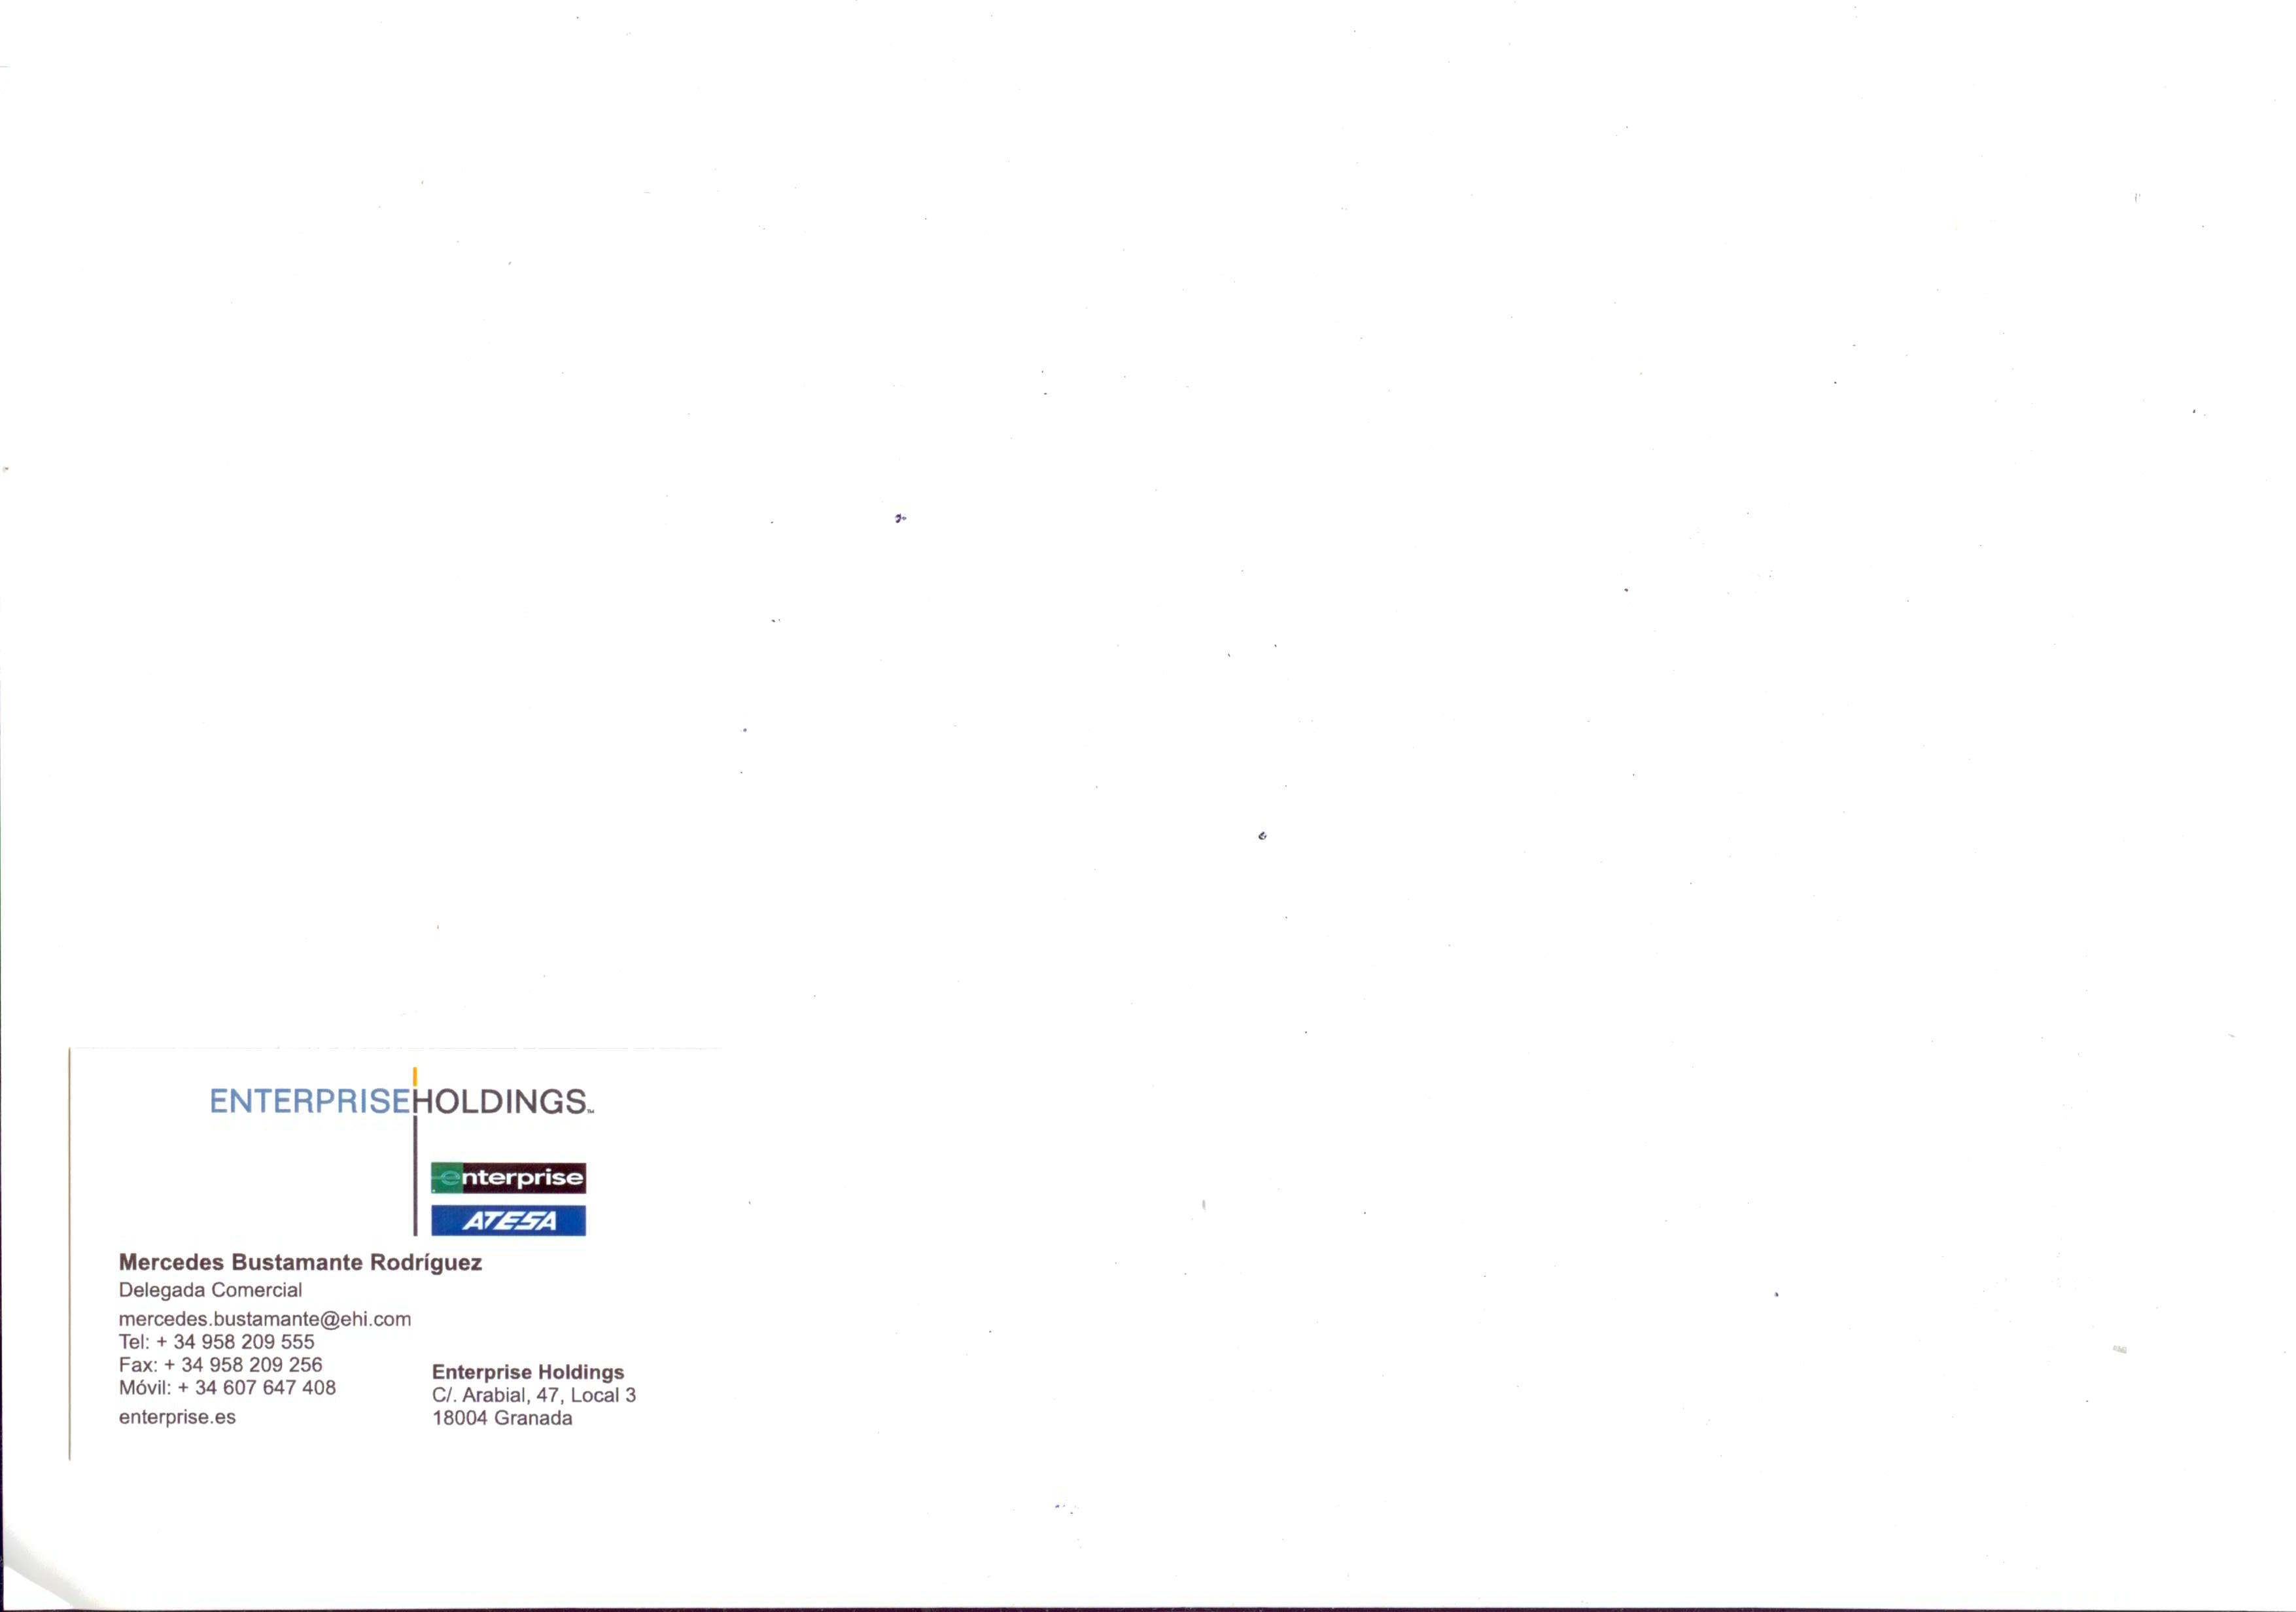 ENTERPRISEHOLDINGS™
enterprise
ATESA
Mercedes Bustamante Rodríguez
Delegada Comercial
mercedes.bustamante@ehi.com
Tel: + 34 958 209 555
Fax: + 34 958 209 256
Móvil: + 34 607 647 408
enterprise.es
Enterprise Holdings
C/. Arabial, 47, Local 3
18004 Granada